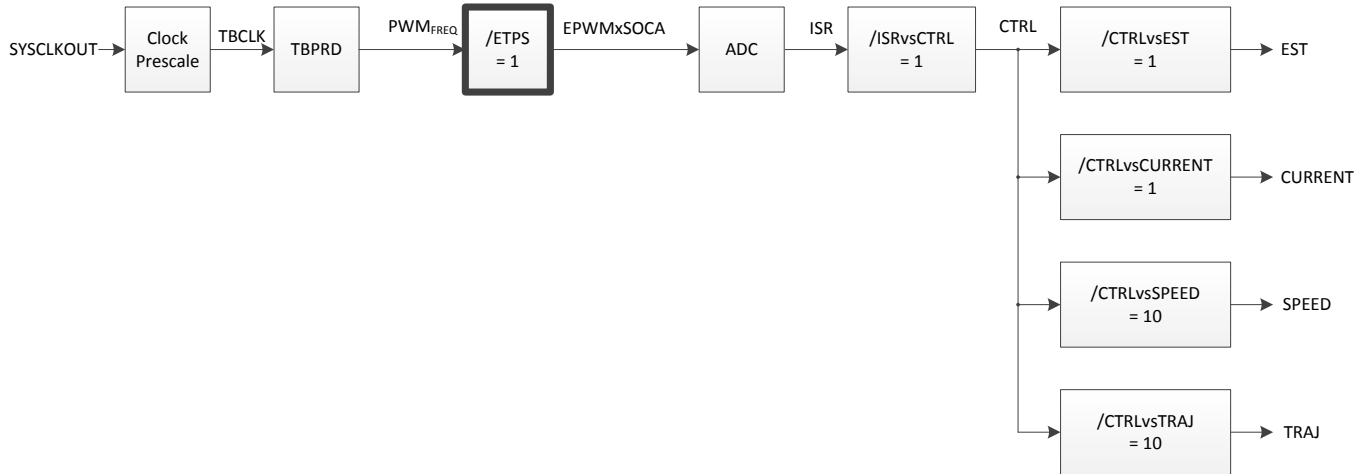 SYSCLKOUT
Clock
Prescale
TBCLK
TBPRD
PWMFREQ
/ETPS
= 1
EPWMxSOCA
ADC
ISR
/ISRvsCTRL
= 1
CTRL
/CTRLvsEST
= 1
EST
/CTRLvsCURRENT
= 1
CURRENT
/CTRLvsSPEED
= 10
SPEED
/CTRLvsTRAJ
= 10
TRAJ